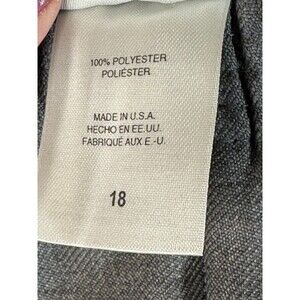 100% POLYESTER
POLIÉSTER
MADE IN U.S.A.
HECHO EN EE.UU.
FABRIQUÉ AUX E.-U.
18